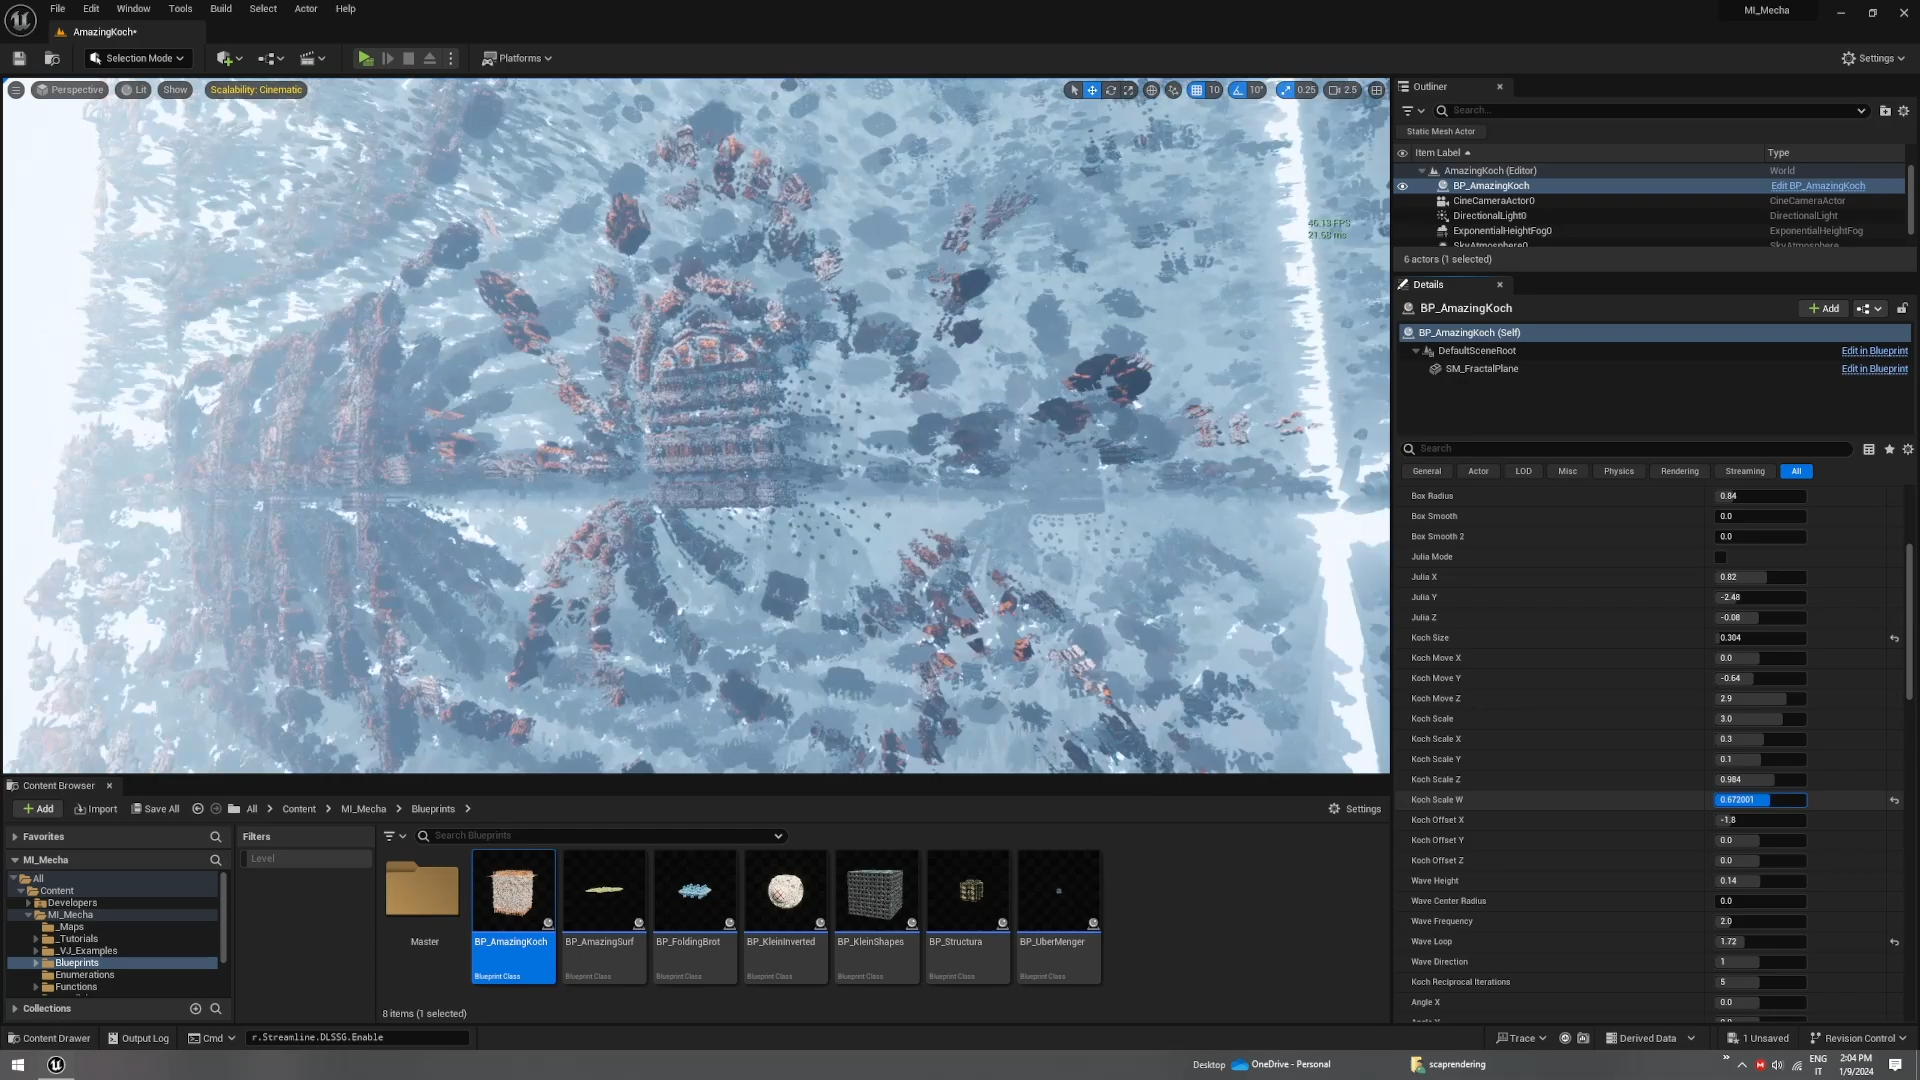 File Edit Window Tools Build Select Actor Help
MI_Mecha
AmazingKoch*
Selection Mode
Platforms
Settings
Perspective Lit Show Scalability: Cinematic
10 10° 0.25 2.5
46.13 FPS
21.68 ms
Outliner
Search...
Static Mesh Actor
Item Label Type
AmazingKoch (Editor) World
BP_AmazingKoch Edit BP_AmazingKoch
CineCameraActor0 CineCameraActor
DirectionalLight0 DirectionalLight
ExponentialHeightFog0 ExponentialHeightFog
SkyAtmosphere0 SkyAtmosphere
6 actors (1 selected)
Details
BP_AmazingKoch
Add
BP_AmazingKoch (Self)
DefaultSceneRoot Edit in Blueprint
SM_FractalPlane Edit in Blueprint
Search
General Actor LOD Misc Physics Rendering Streaming All
Box Radius 0.84
Box Smooth 0.0
Box Smooth 2 0.0
Julia Mode
Julia X 0.82
Julia Y -2.48
Julia Z -0.08
Koch Size 0.304
Koch Move X 0.0
Koch Move Y -0.64
Koch Move Z 2.9
Koch Scale 3.0
Koch Scale X 0.3
Koch Scale Y 0.1
Koch Scale Z 0.984
Koch Scale W 0.672001
Koch Offset X -1.8
Koch Offset Y 0.0
Koch Offset Z 0.0
Wave Height 0.14
Wave Center Radius 0.0
Wave Frequency 2.0
Wave Loop 1.72
Wave Direction 1
Koch Reciprocal Iterations 5
Angle X 0.0
Content Browser
Add Import Save All All Content MI_Mecha Blueprints Settings
Favorites
MI_Mecha
All
Content
Developers
MI_Mecha
_Maps
_Tutorials
_VJ_Examples
Blueprints
Enumerations
Functions
Collections
Filters
Level
Search Blueprints
Master
BP_AmazingKoch BP_AmazingSurf BP_FoldingBrot BP_KleinInverted BP_KleinShapes BP_Structura BP_UberMenger
Blueprint Class Blueprint Class Blueprint Class Blueprint Class Blueprint Class Blueprint Class Blueprint Class
8 items (1 selected)
Content Drawer Output Log Cmd r.Streamline.DLSSG.Enable
Trace Derived Data 1 Unsaved Revision Control
Desktop OneDrive - Personal scaprendering
ENG
IT
2:04 PM
1/9/2024